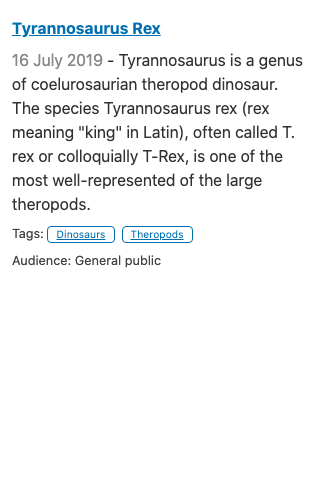 Tyrannosaurus Rex
16 July 2019 - Tyrannosaurus is a genus
of coelurosaurian theropod dinosaur.
The species Tyrannosaurus rex (rex
meaning "king" in Latin), often called T.
rex or colloquially T-Rex, is one of the
most well-represented of the large
theropods.
Tags: Dinosaurs Theropods
Audience: General public